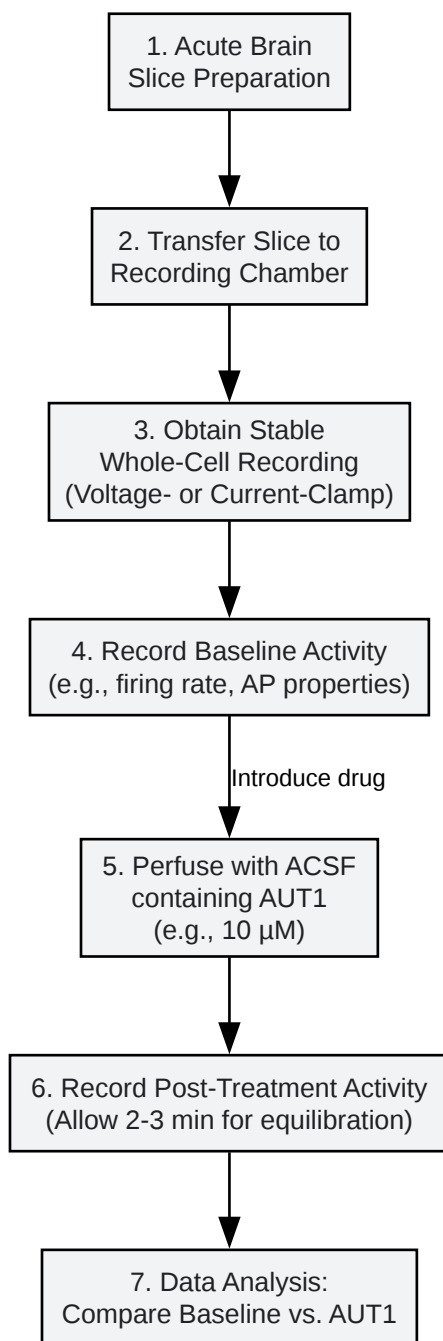 1. Acute Brain
Slice Preparation
2. Transfer Slice to
Recording Chamber
3. Obtain Stable
Whole-Cell Recording
(Voltage- or Current-Clamp)
4. Record Baseline Activity
(e.g., firing rate, AP properties)
Introduce drug
5. Perfuse with ACSF
containing AUT1
(e.g., 10 µM)
6. Record Post-Treatment Activity
(Allow 2-3 min for equilibration)
7. Data Analysis:
Compare Baseline vs. AUT1